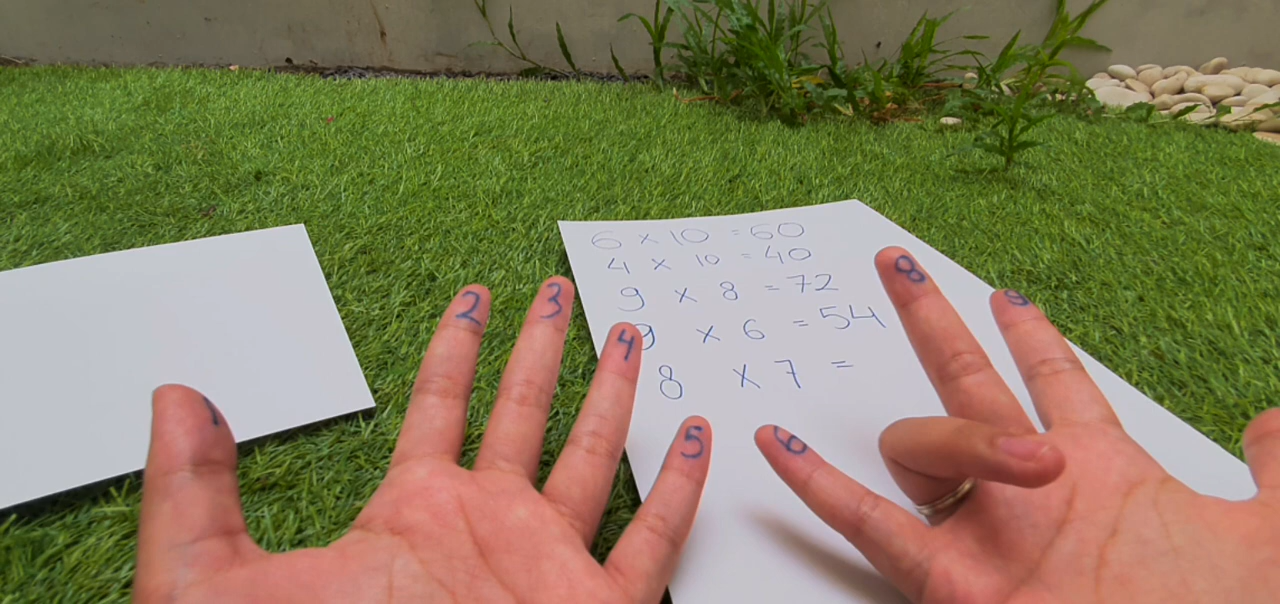 6 x 10 = 60
4 x 10 = 40
9 x 8 = 72
9 x 6 = 54
8 x 7 =
1
2
3
4
5
6
8
9